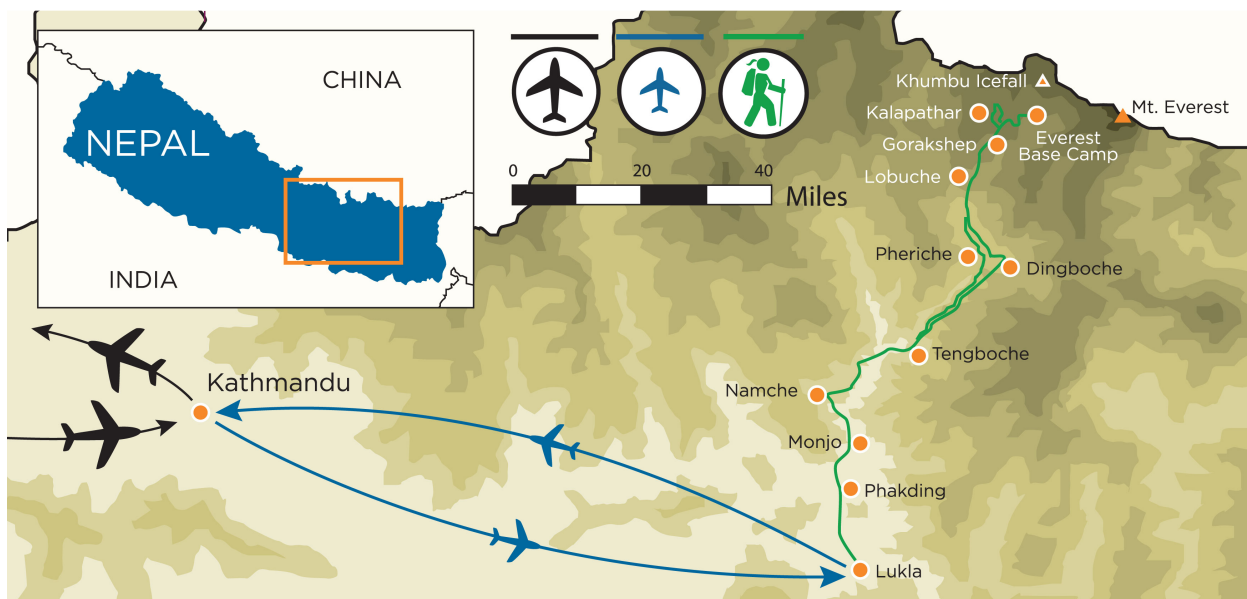 CHINA
NEPAL
INDIA
0 20 40
Miles
Khumbu Icefall
Mt. Everest
Kalapathar
Everest
Base Camp
Gorakshep
Lobuche
Pheriche
Dingboche
Tengboche
Kathmandu
Namche
Monjo
Phakding
Lukla